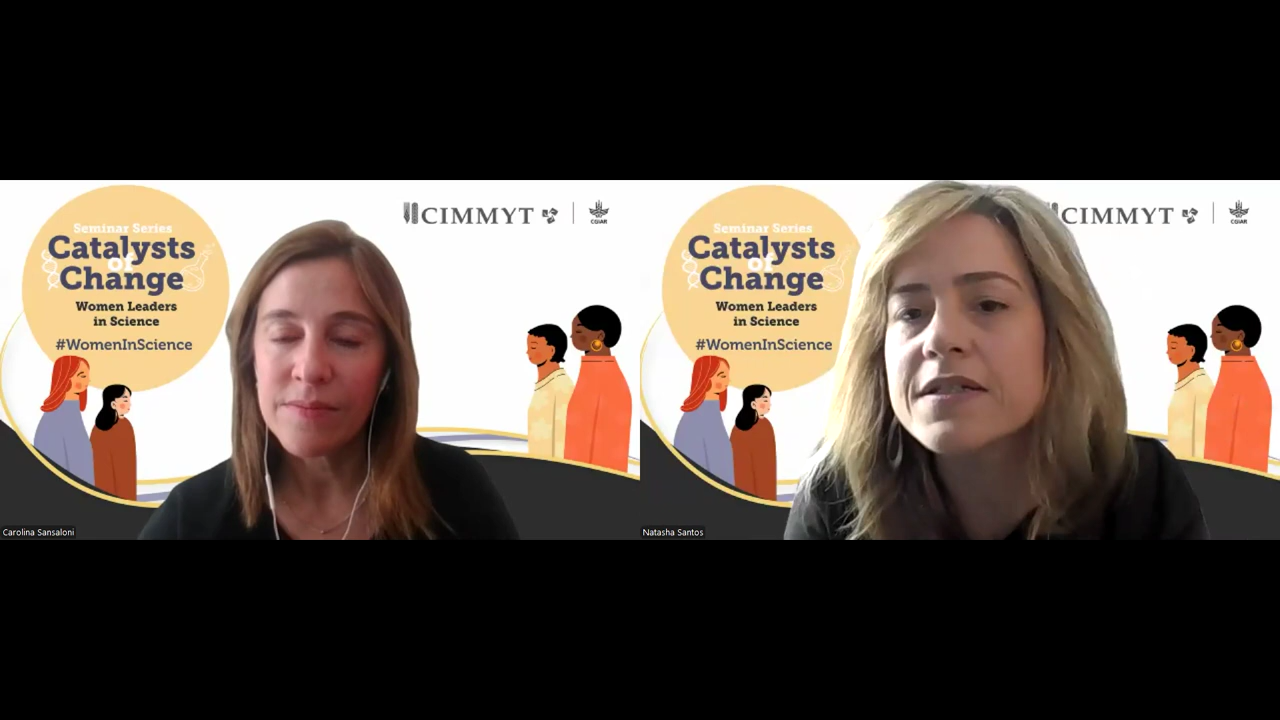 Seminar Series
Catalysts
of
Change
Women Leaders
in Science
#WomenInScience
CIMMYT
CGIAR
Carolina Sansaloni
Seminar Series
Catalysts
of
Change
Women Leaders
in Science
#WomenInScience
CIMMYT
CGIAR
Natasha Santos